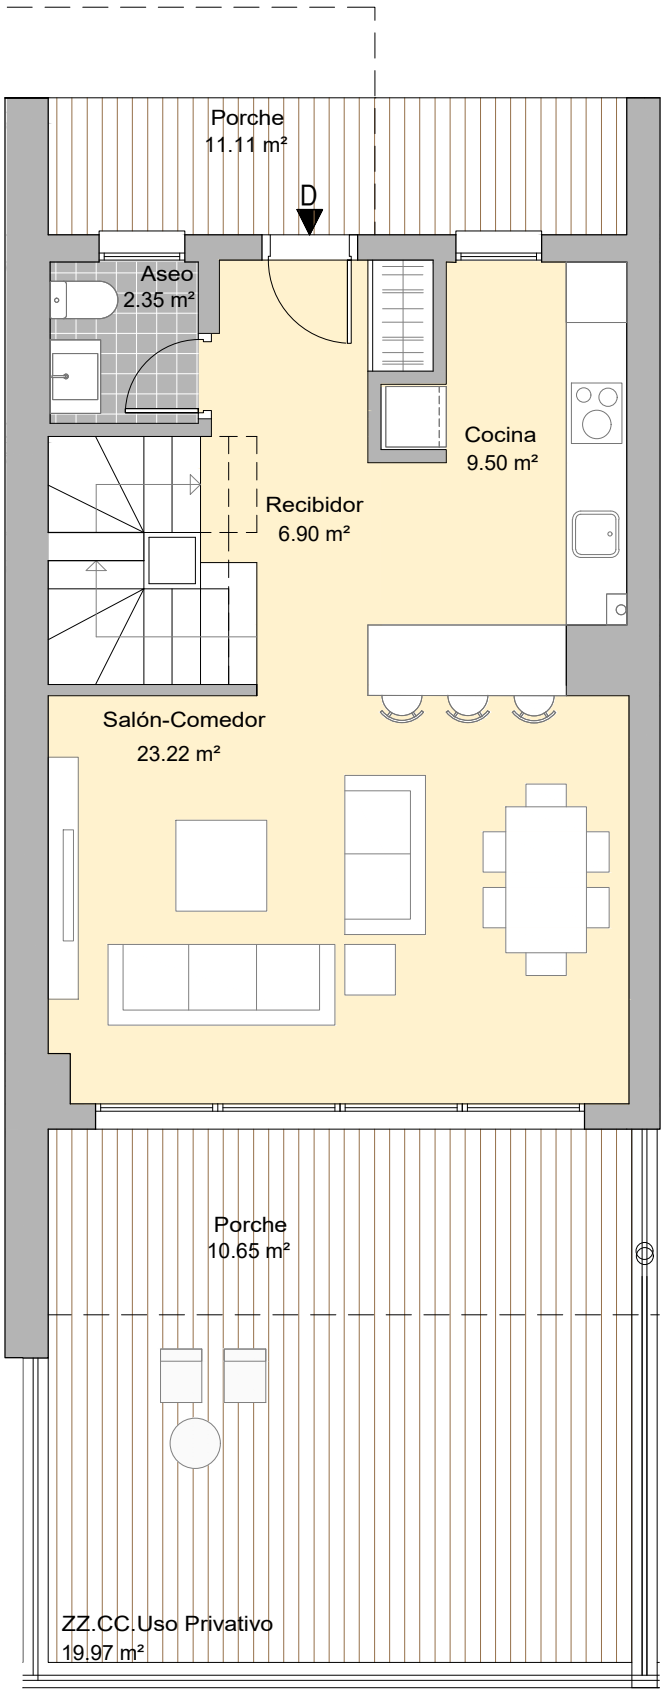 Porche
11.11 m²
D
Aseo
2.35 m²
Cocina
9.50 m²
Recibidor
6.90 m²
Salón-Comedor
23.22 m²
Porche
10.65 m²
ZZ.CC.Uso Privativo
19.97 m²